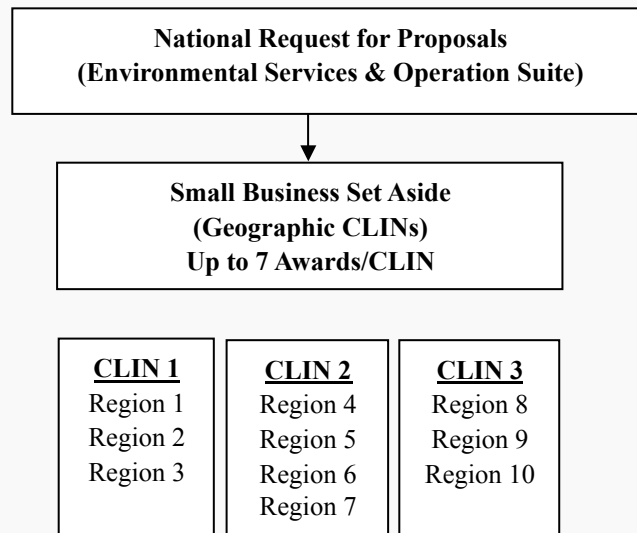 National Request for Proposals
(Environmental Services & Operation Suite)
Small Business Set Aside
(Geographic CLINs)
Up to 7 Awards/CLIN
CLIN 1
Region 1
Region 2
Region 3
CLIN 2
Region 4
Region 5
Region 6
Region 7
CLIN 3
Region 8
Region 9
Region 10